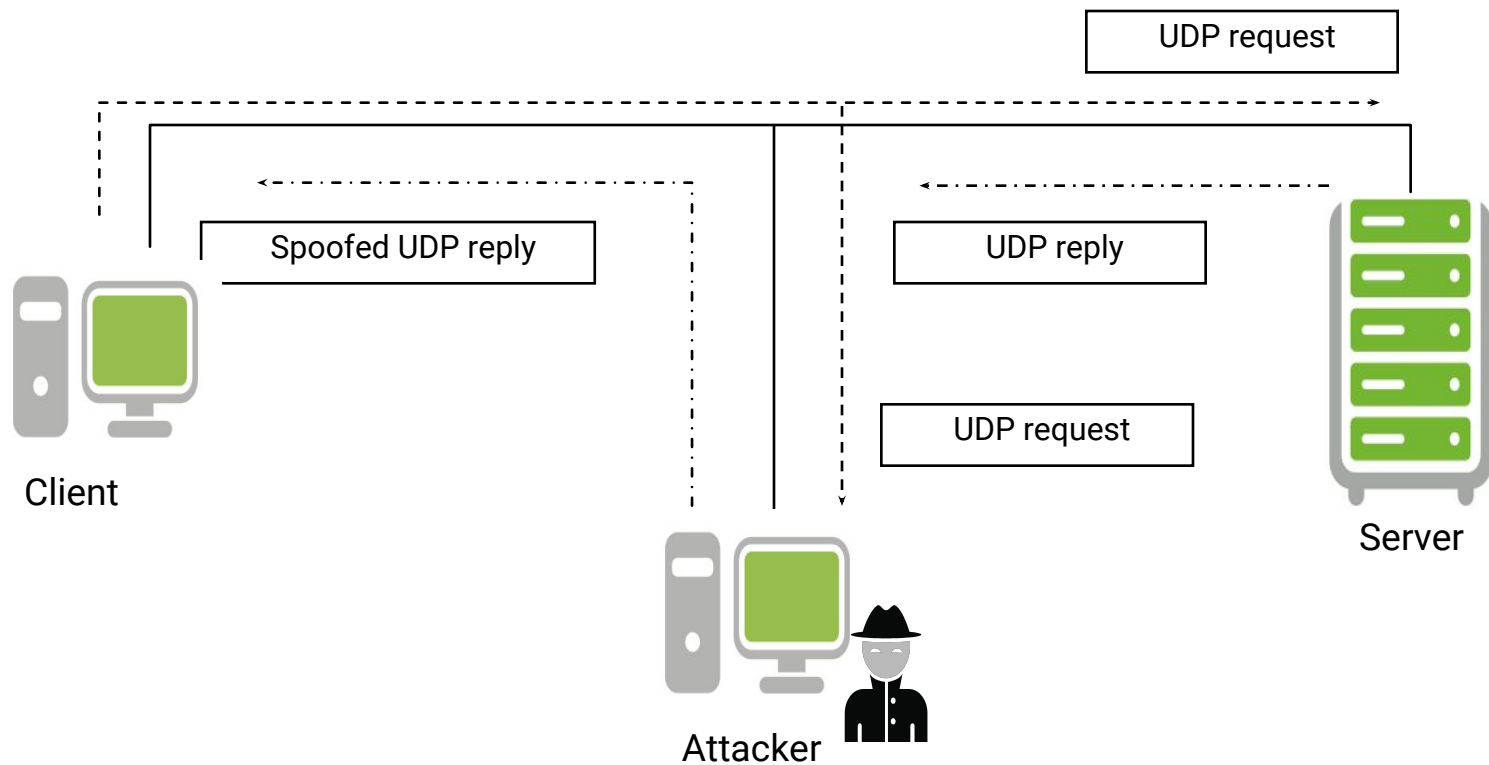 UDP request
Spoofed UDP reply
UDP reply
UDP request
Client
Server
Attacker